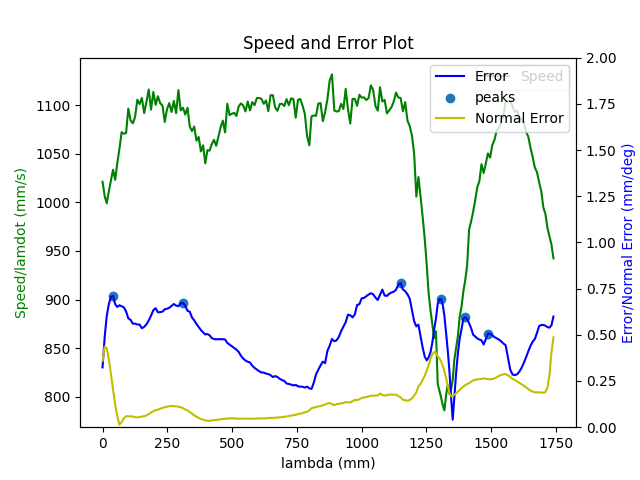 Speed and Error Plot
Speed/lamdot (mm/s)
1100
1050
1000
950
900
850
800
Error
peaks
Normal Error
Speed
2.00
1.75
1.50
1.25
1.00
0.75
0.50
0.25
0.00
Error/Normal Error (mm/deg)
0 250 500 750 1000 1250 1500 1750
lambda (mm)